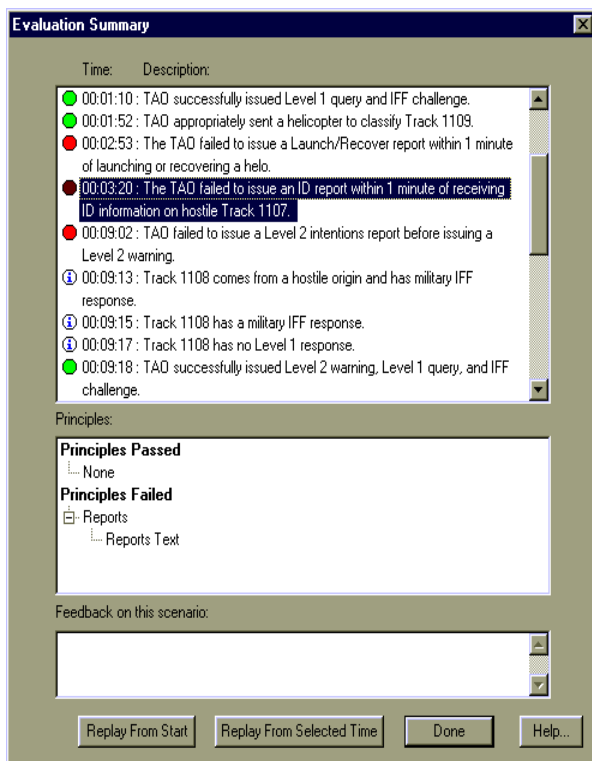 Evaluation Summary
Time: Description:
00:01:10 : TAO successfully issued Level 1 query and IFF challenge.
00:01:52 : TAO appropriately sent a helicopter to classify Track 1109.
00:02:53 : The TAO failed to issue a Launch/Recover report within 1 minute
of launching or recovering a helo.
00:03:20 : The TAO failed to issue an ID report within 1 minute of receiving
ID information on hostile Track 1107.
00:09:02 : TAO failed to issue a Level 2 intentions report before issuing a
Level 2 warning.
00:09:13 : Track 1108 comes from a hostile origin and has military IFF
response.
00:09:15 : Track 1108 has a military IFF response.
00:09:17 : Track 1108 has no Level 1 response.
00:09:18 : TAO successfully issued Level 2 warning, Level 1 query, and IFF
challenge.
Principles:
Principles Passed
None
Principles Failed
Reports
Reports Text
Feedback on this scenario:
Replay From Start Replay From Selected Time Done Help...